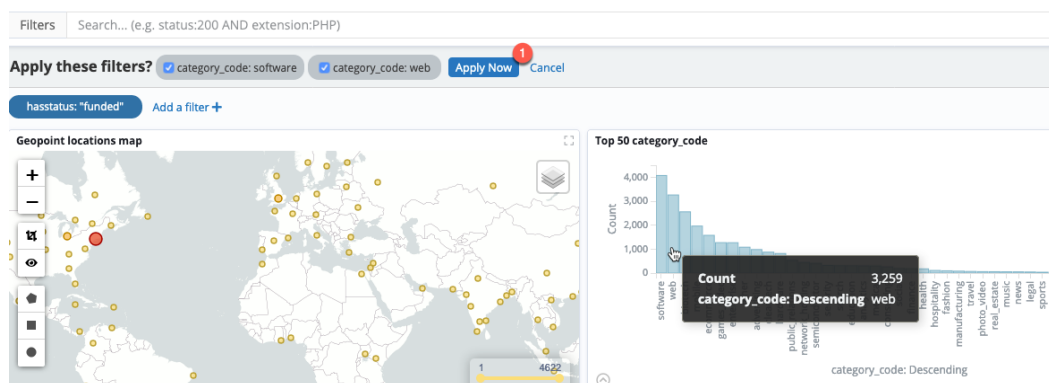 Filters Search... (e.g. status:200 AND extension:PHP)
1
Apply these filters? category_code: software category_code: web Apply Now Cancel
hasstatus: "funded" Add a filter +
Geopoint locations map
+
−
1 4622
Top 50 category_code
4,000
3,000
2,000
1,000
0
Count
Count 3,259
category_code: Descending web
software
web
health
hospitality
fashion
manufacturing
travel
photo_video
real_estate
music
news
legal
sports
category_code: Descending